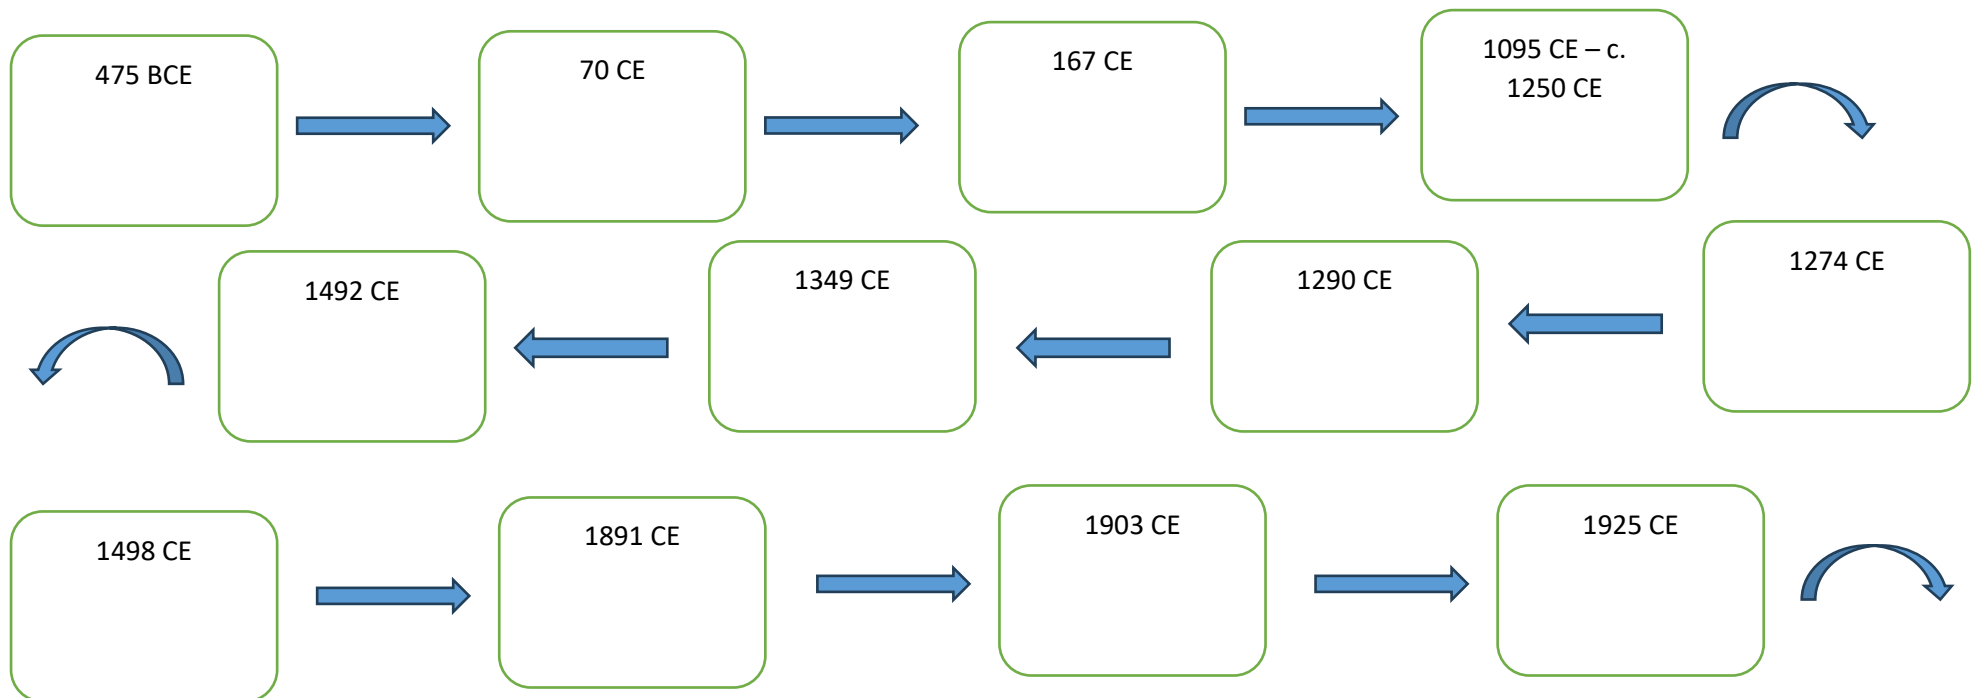 475 BCE
70 CE
167 CE
1095 CE – c.
1250 CE
1274 CE
1290 CE
1349 CE
1492 CE
1498 CE
1891 CE
1903 CE
1925 CE